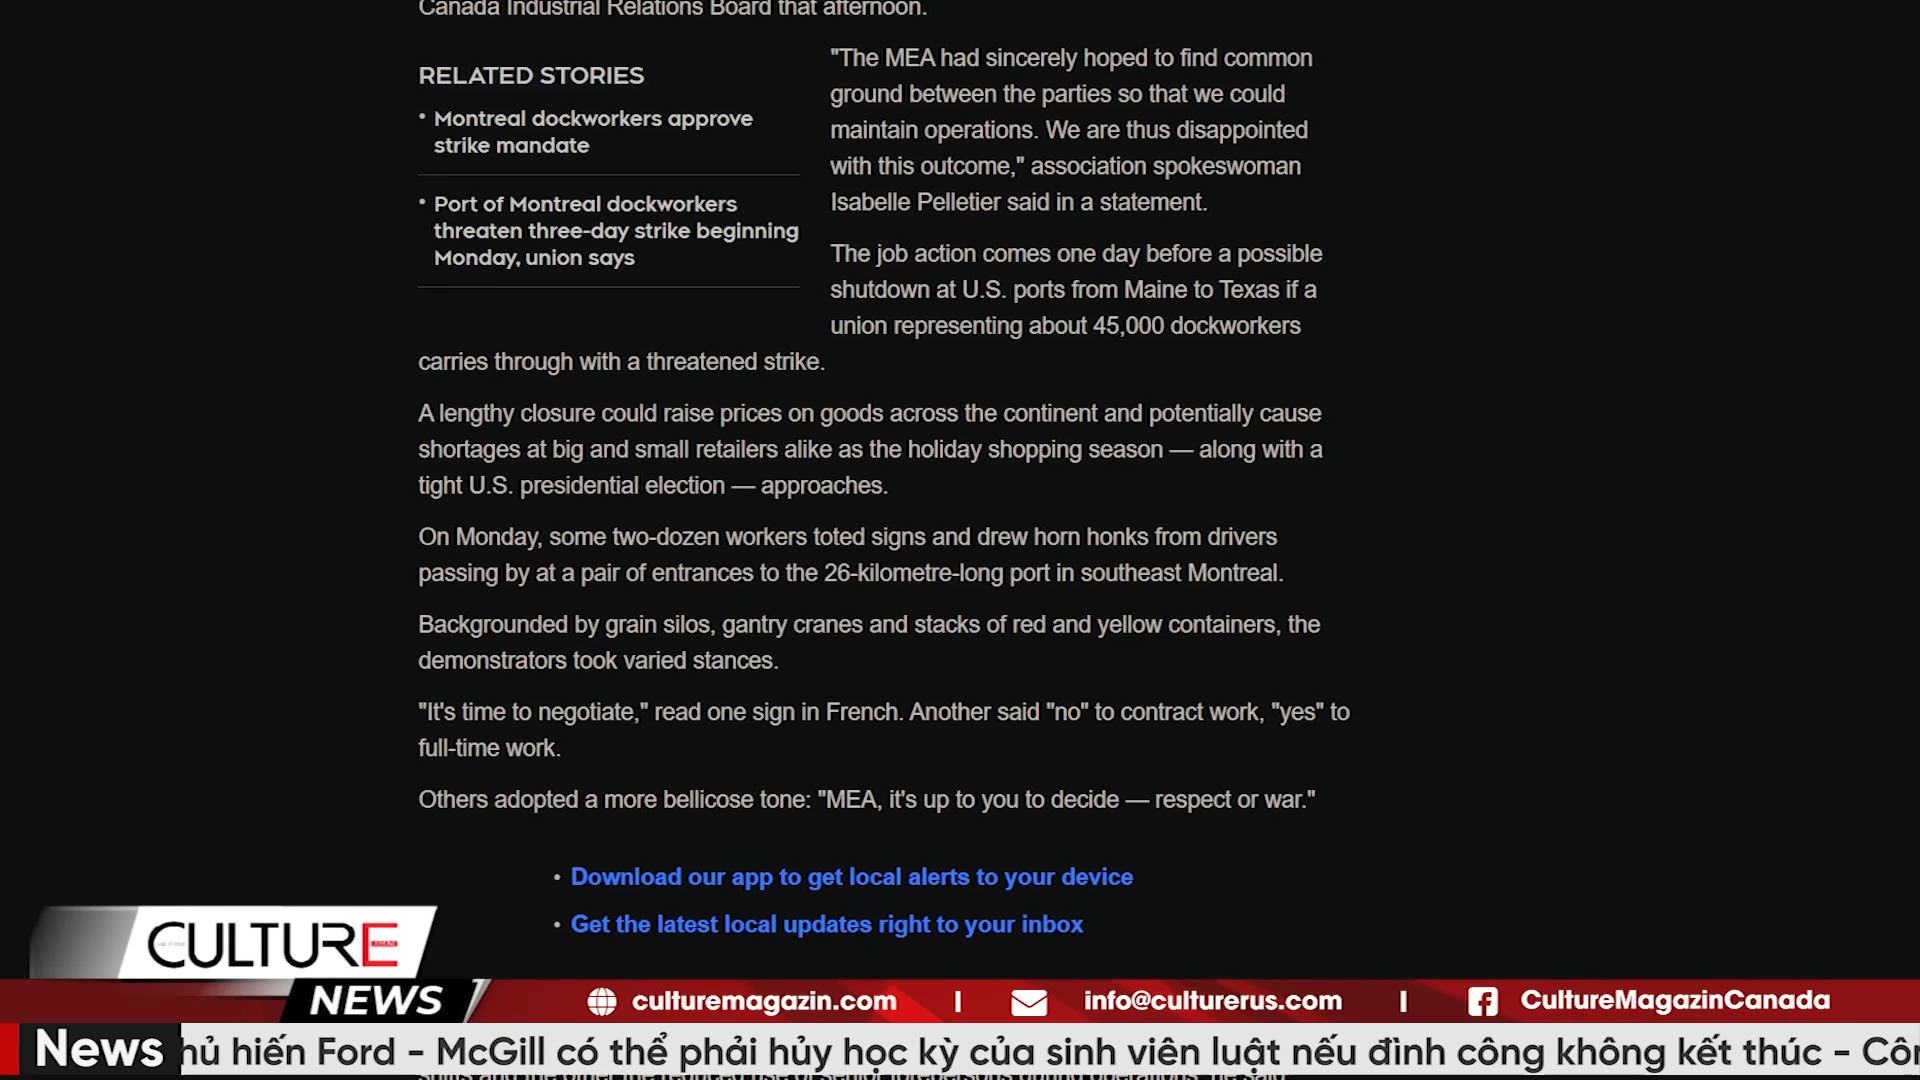 Canada Industrial Relations Board that afternoon.
RELATED STORIES
• Montreal dockworkers approve
strike mandate
• Port of Montreal dockworkers
threaten three-day strike beginning
Monday, union says
"The MEA had sincerely hoped to find common
ground between the parties so that we could
maintain operations. We are thus disappointed
with this outcome," association spokeswoman
Isabelle Pelletier said in a statement.
The job action comes one day before a possible
shutdown at U.S. ports from Maine to Texas if a
union representing about 45,000 dockworkers
carries through with a threatened strike.
A lengthy closure could raise prices on goods across the continent and potentially cause
shortages at big and small retailers alike as the holiday shopping season — along with a
tight U.S. presidential election — approaches.
On Monday, some two-dozen workers toted signs and drew horn honks from drivers
passing by at a pair of entrances to the 26-kilometre-long port in southeast Montreal.
Backgrounded by grain silos, gantry cranes and stacks of red and yellow containers, the
demonstrators took varied stances.
"It's time to negotiate," read one sign in French. Another said "no" to contract work, "yes" to
full-time work.
Others adopted a more bellicose tone: "MEA, it's up to you to decide — respect or war."
• Download our app to get local alerts to your device
• Get the latest local updates right to your inbox
CULTURE
NEWS
culturemagazin.com | info@culturerus.com | CultureMagazinCanada
News
hủ hiến Ford - McGill có thể phải hủy học kỳ của sinh viên luật nếu đình công không kết thúc - Côn